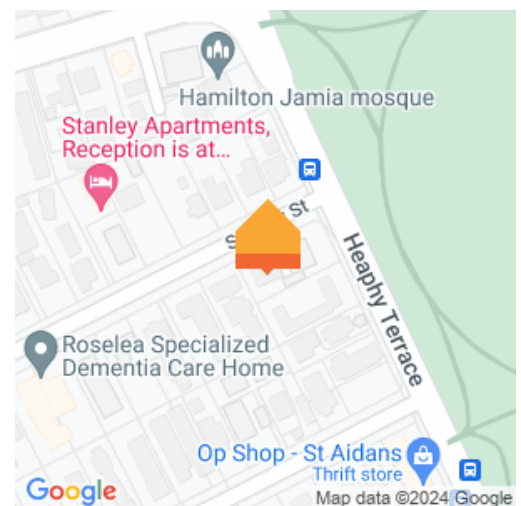 Hamilton Jamia mosque
Stanley Apartments,
Reception is at...
St
Heaphy Terrace
Roselea Specialized
Dementia Care Home
Op Shop - St Aidans
Thrift store
Google
Map data ©2024 Google